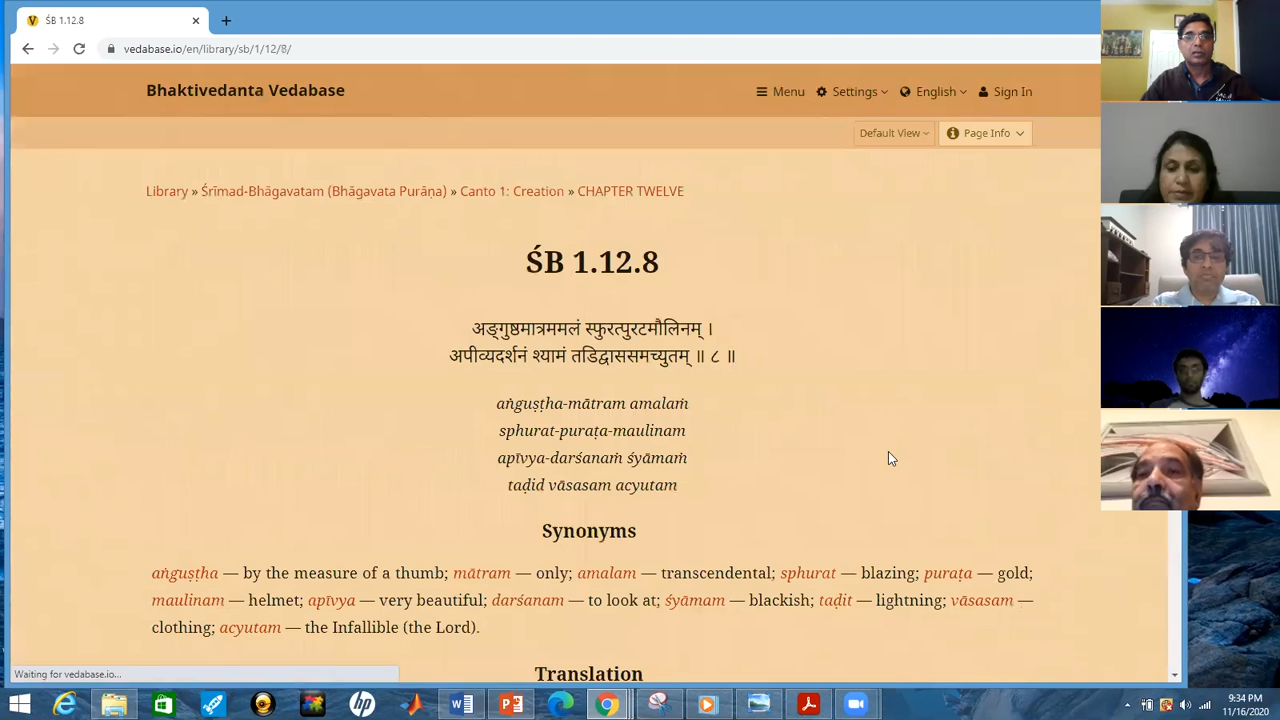 ŚB 1.12.8
vedabase.io/en/library/sb/1/12/8/
Bhaktivedanta Vedabase
Menu Settings English Sign In
Default View Page Info
Library » Śrīmad-Bhāgavatam (Bhāgavata Purāṇa) » Canto 1: Creation » CHAPTER TWELVE
ŚB 1.12.8
अङ्गुष्ठमात्रममलं स्फुरत्पुरटमौलिनम् ।
अपीव्यदर्शनं श्यामं तडिद्वाससमच्युतम् ॥ ८ ॥
aṅguṣṭha-mātram amalaṁ
sphurat-puraṭa-maulinam
apīvya-darśanaṁ śyāmaṁ
taḍid vāsasam acyutam
Synonyms
aṅguṣṭha — by the measure of a thumb; mātram — only; amalam — transcendental; sphurat — blazing; puraṭa — gold;
maulinam — helmet; apīvya — very beautiful; darśanam — to look at; śyāmam — blackish; taḍit — lightning; vāsasam —
clothing; acyutam — the Infallible (the Lord).
Translation
Waiting for vedabase.io...
9:34 PM
11/16/2020